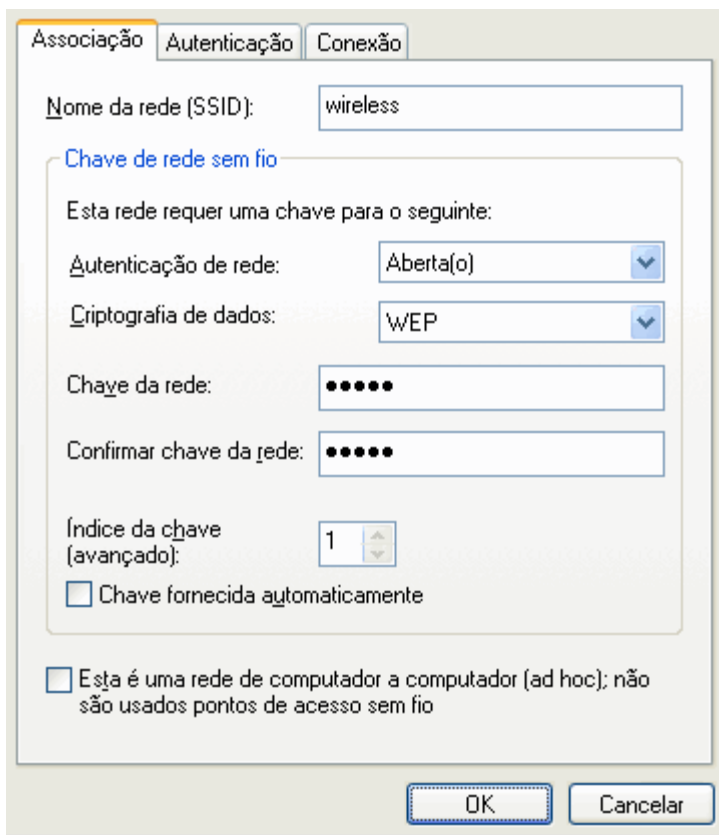 Associação Autenticação Conexão
Nome da rede (SSID): wireless
Chave de rede sem fio
Esta rede requer uma chave para o seguinte:
Autenticação de rede: Aberta(o)
Criptografia de dados: WEP
Chave da rede: •••••
Confirmar chave da rede: •••••
Índice da chave
(avançado): 1
Chave fornecida automaticamente
Esta é uma rede de computador a computador (ad hoc); não
são usados pontos de acesso sem fio
OK Cancelar